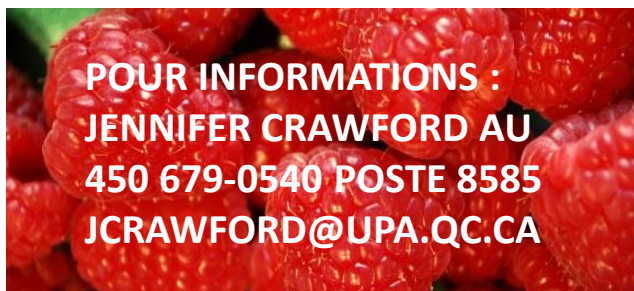 POUR INFORMATIONS :
JENNIFER CRAWFORD AU
450 679-0540 POSTE 8585
JCRAWFORD@UPA.QC.CA